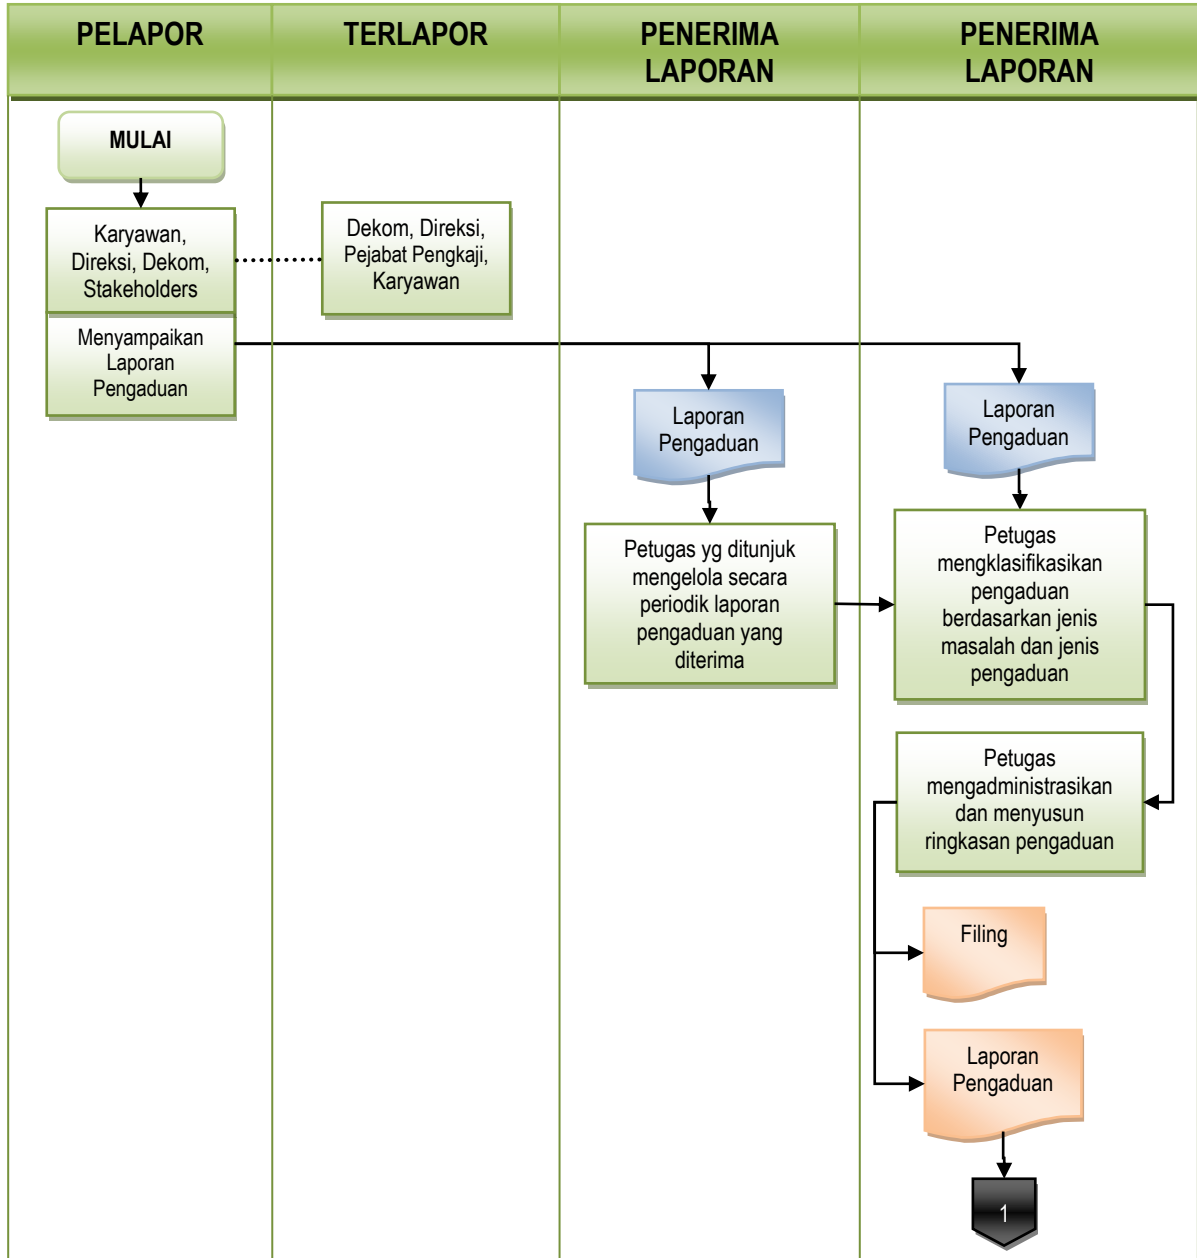 PELAPOR
TERLAPOR
PENERIMA
LAPORAN
PENERIMA
LAPORAN
MULAI
Karyawan,
Direksi, Dekom,
Stakeholders
Dekom, Direksi,
Pejabat Pengkaji,
Karyawan
Menyampaikan
Laporan
Pengaduan
Laporan
Pengaduan
Laporan
Pengaduan
Petugas yg ditunjuk
mengelola secara
periodik laporan
pengaduan yang
diterima
Petugas
mengklasifikasikan
pengaduan
berdasarkan jenis
masalah dan jenis
pengaduan
Petugas
mengadministrasikan
dan menyusun
ringkasan pengaduan
Filing
Laporan
Pengaduan
1